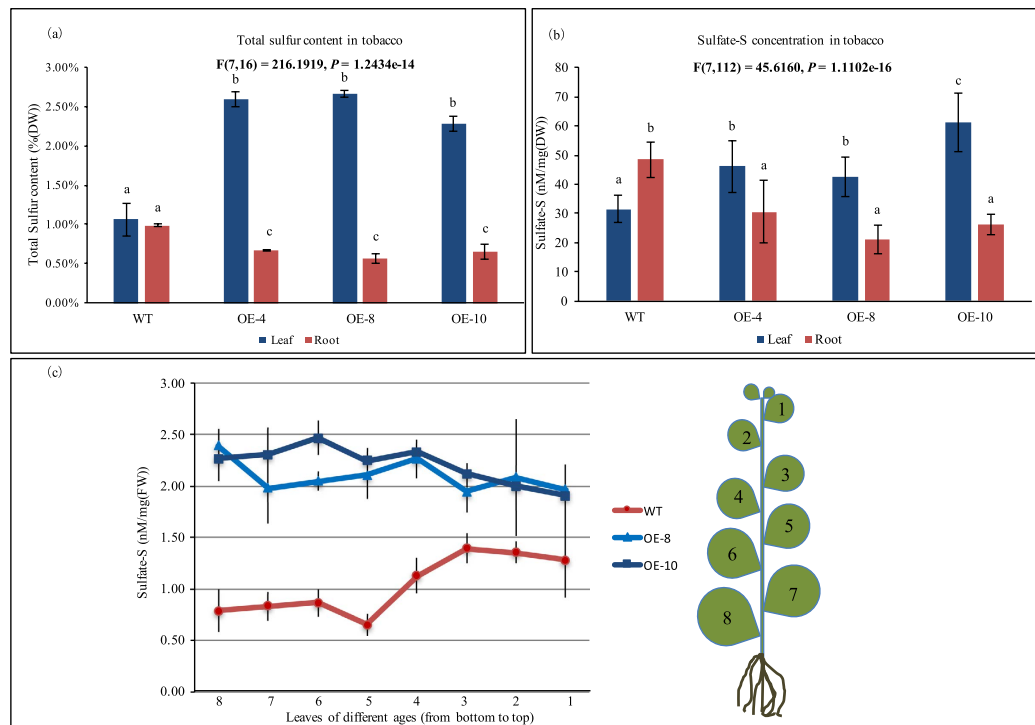 (a)
Total sulfur content in tobacco
F(7,16) = 216.1919, P = 1.2434e-14
Total Sulfur content (%(DW))
3.00%
2.50%
2.00%
1.50%
1.00%
0.50%
0.00%
a a b c b c b c
WT OE-4 OE-8 OE-10
Leaf Root
(b)
Sulfate-S concentration in tobacco
F(7,112) = 45.6160, P = 1.1102e-16
Sulfate-S (nM/mg(DW))
80
70
60
50
40
30
20
10
0
a b b a b a c a
WT OE-4 OE-8 OE-10
Leaf Root
(c)
Sulfate-S (nM/mg(FW))
3.00
2.50
2.00
1.50
1.00
0.50
0.00
8 7 6 5 4 3 2 1
Leaves of different ages (from bottom to top)
WT
OE-8
OE-10
1
2
3
4
5
6
7
8